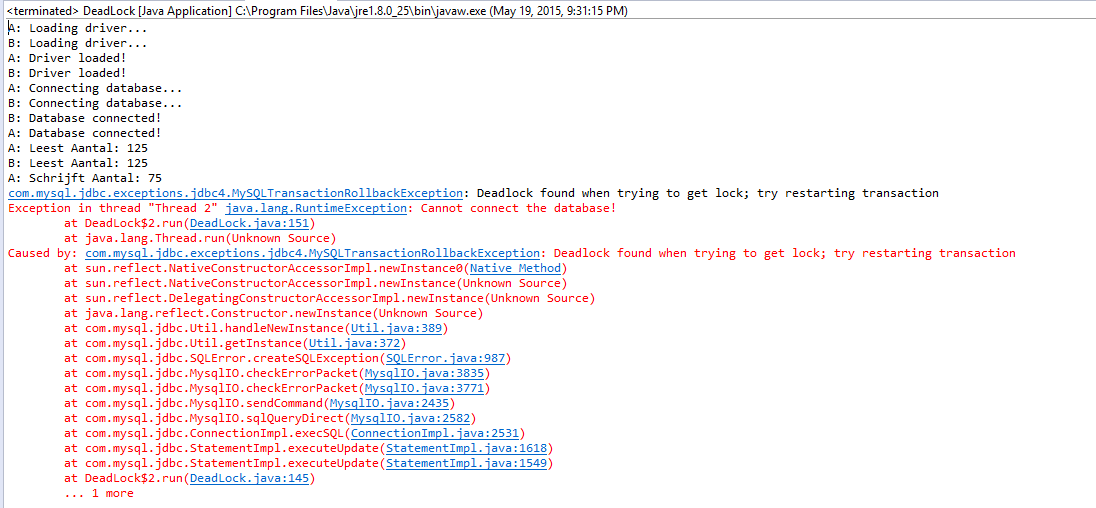 <terminated> DeadLock [Java Application] C:\Program Files\Java\jre1.8.0_25\bin\javaw.exe (May 19, 2015, 9:31:15 PM)
A: Loading driver...
B: Loading driver...
A: Driver loaded!
B: Driver loaded!
A: Connecting database...
B: Connecting database...
B: Database connected!
A: Database connected!
A: Leest Aantal: 125
B: Leest Aantal: 125
A: Schrijft Aantal: 75
com.mysql.jdbc.exceptions.jdbc4.MySQLTransactionRollbackException: Deadlock found when trying to get lock; try restarting transaction
Exception in thread "Thread 2" java.lang.RuntimeException: Cannot connect the database!
at DeadLock$2.run(DeadLock.java:151)
at java.lang.Thread.run(Unknown Source)
Caused by: com.mysql.jdbc.exceptions.jdbc4.MySQLTransactionRollbackException: Deadlock found when trying to get lock; try restarting transaction
at sun.reflect.NativeConstructorAccessorImpl.newInstance0(Native Method)
at sun.reflect.NativeConstructorAccessorImpl.newInstance(Unknown Source)
at sun.reflect.DelegatingConstructorAccessorImpl.newInstance(Unknown Source)
at java.lang.reflect.Constructor.newInstance(Unknown Source)
at com.mysql.jdbc.Util.handleNewInstance(Util.java:389)
at com.mysql.jdbc.Util.getInstance(Util.java:372)
at com.mysql.jdbc.SQLError.createSQLException(SQLError.java:987)
at com.mysql.jdbc.MysqlIO.checkErrorPacket(MysqlIO.java:3835)
at com.mysql.jdbc.MysqlIO.checkErrorPacket(MysqlIO.java:3771)
at com.mysql.jdbc.MysqlIO.sendCommand(MysqlIO.java:2435)
at com.mysql.jdbc.MysqlIO.sqlQueryDirect(MysqlIO.java:2582)
at com.mysql.jdbc.ConnectionImpl.execSQL(ConnectionImpl.java:2531)
at com.mysql.jdbc.StatementImpl.executeUpdate(StatementImpl.java:1618)
at com.mysql.jdbc.StatementImpl.executeUpdate(StatementImpl.java:1549)
at DeadLock$2.run(DeadLock.java:145)
... 1 more